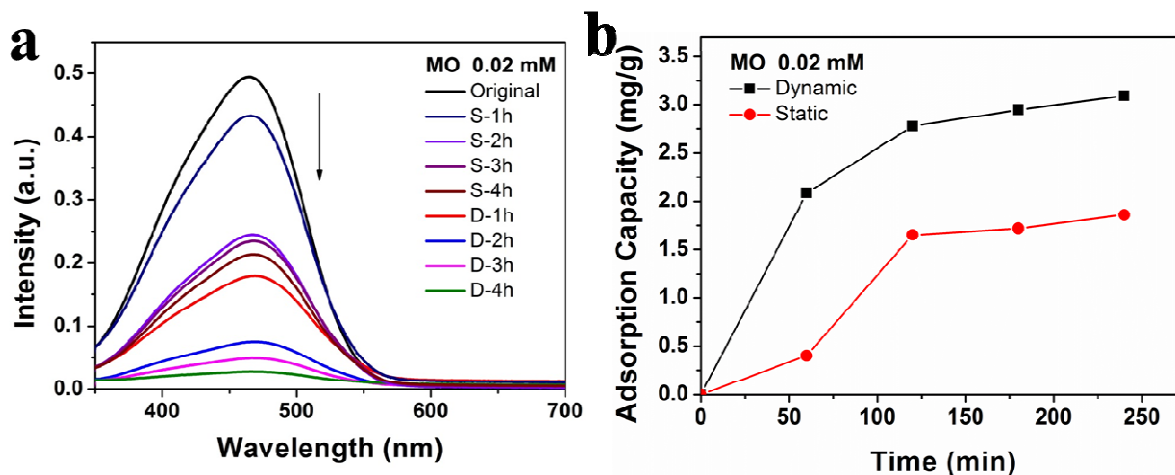 a
MO 0.02 mM
Original
S-1h
S-2h
S-3h
S-4h
D-1h
D-2h
D-3h
D-4h
Intensity (a.u.)
0.5
0.4
0.3
0.2
0.1
0.0
400 500 600 700
Wavelength (nm)
b
MO 0.02 mM
Dynamic
Static
Adsorption Capacity (mg/g)
3.5
3.0
2.5
2.0
1.5
1.0
0.5
0.0
0 50 100 150 200 250
Time (min)